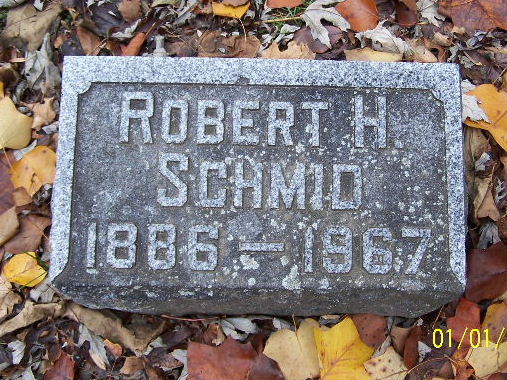 ROBERT H.
SCHMID
1886 — 1967
01/01/